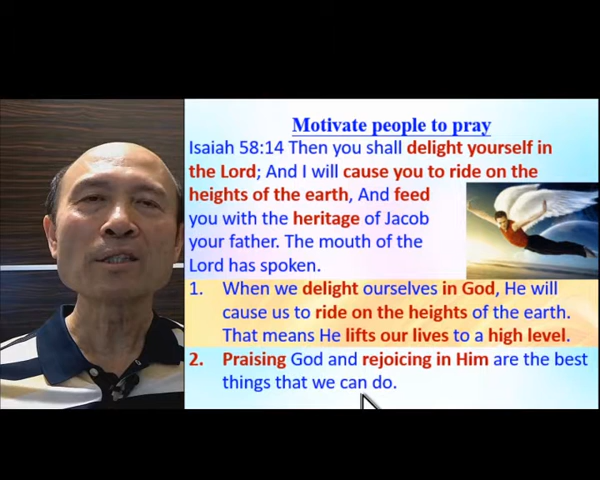 Motivate people to pray
Isaiah 58:14 Then you shall delight yourself in
the Lord; And I will cause you to ride on the
heights of the earth, And feed
you with the heritage of Jacob
your father. The mouth of the
Lord has spoken.
1. When we delight ourselves in God, He will
cause us to ride on the heights of the earth.
That means He lifts our lives to a high level.
2. Praising God and rejoicing in Him are the best
things that we can do.